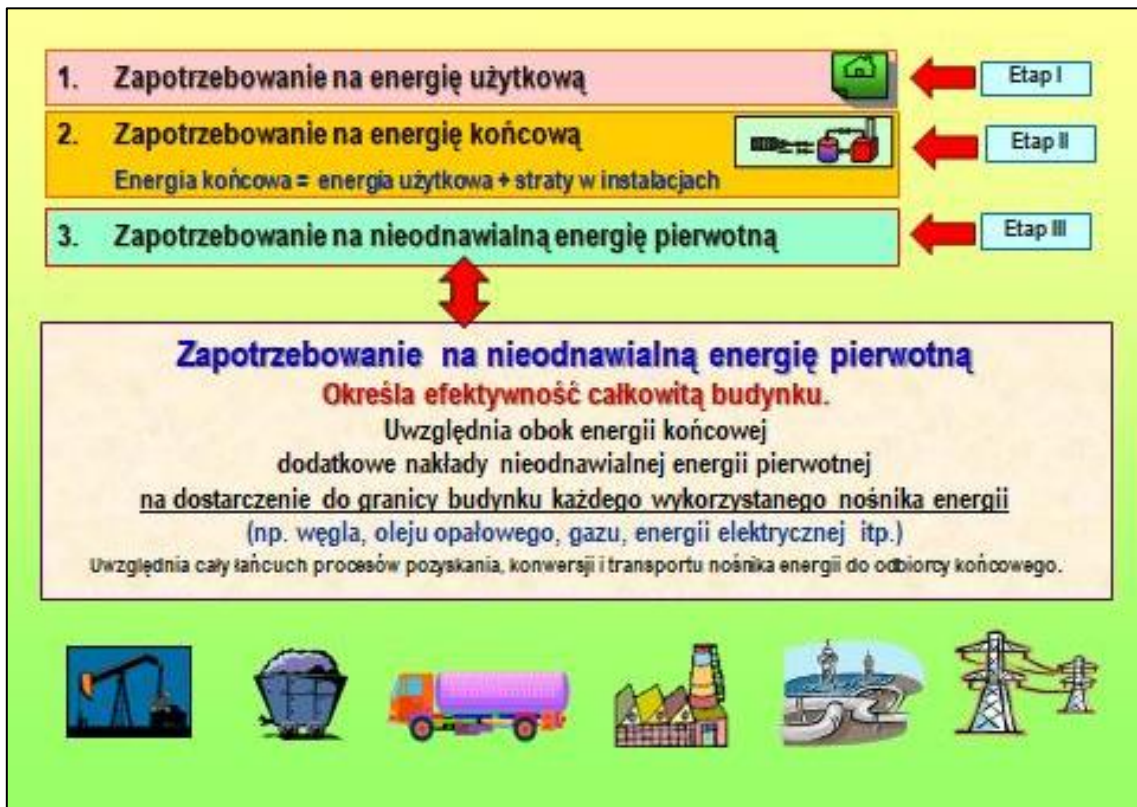 1. Zapotrzebowanie na energię użytkową
Etap I
2. Zapotrzebowanie na energię końcową
Energia końcowa = energia użytkowa + straty w instalacjach
Etap II
3. Zapotrzebowanie na nieodnawialną energię pierwotną
Etap III
Zapotrzebowanie na nieodnawialną energię pierwotną
Określa efektywność całkowitą budynku.
Uwzględnia obok energii końcowej
dodatkowe nakłady nieodnawialnej energii pierwotnej
na dostarczenie do granicy budynku każdego wykorzystanego nośnika energii
(np. węgla, oleju opałowego, gazu, energii elektrycznej itp.)
Uwzględnia cały łańcuch procesów pozyskania, konwersji i transportu nośnika energii do odbiorcy końcowego.